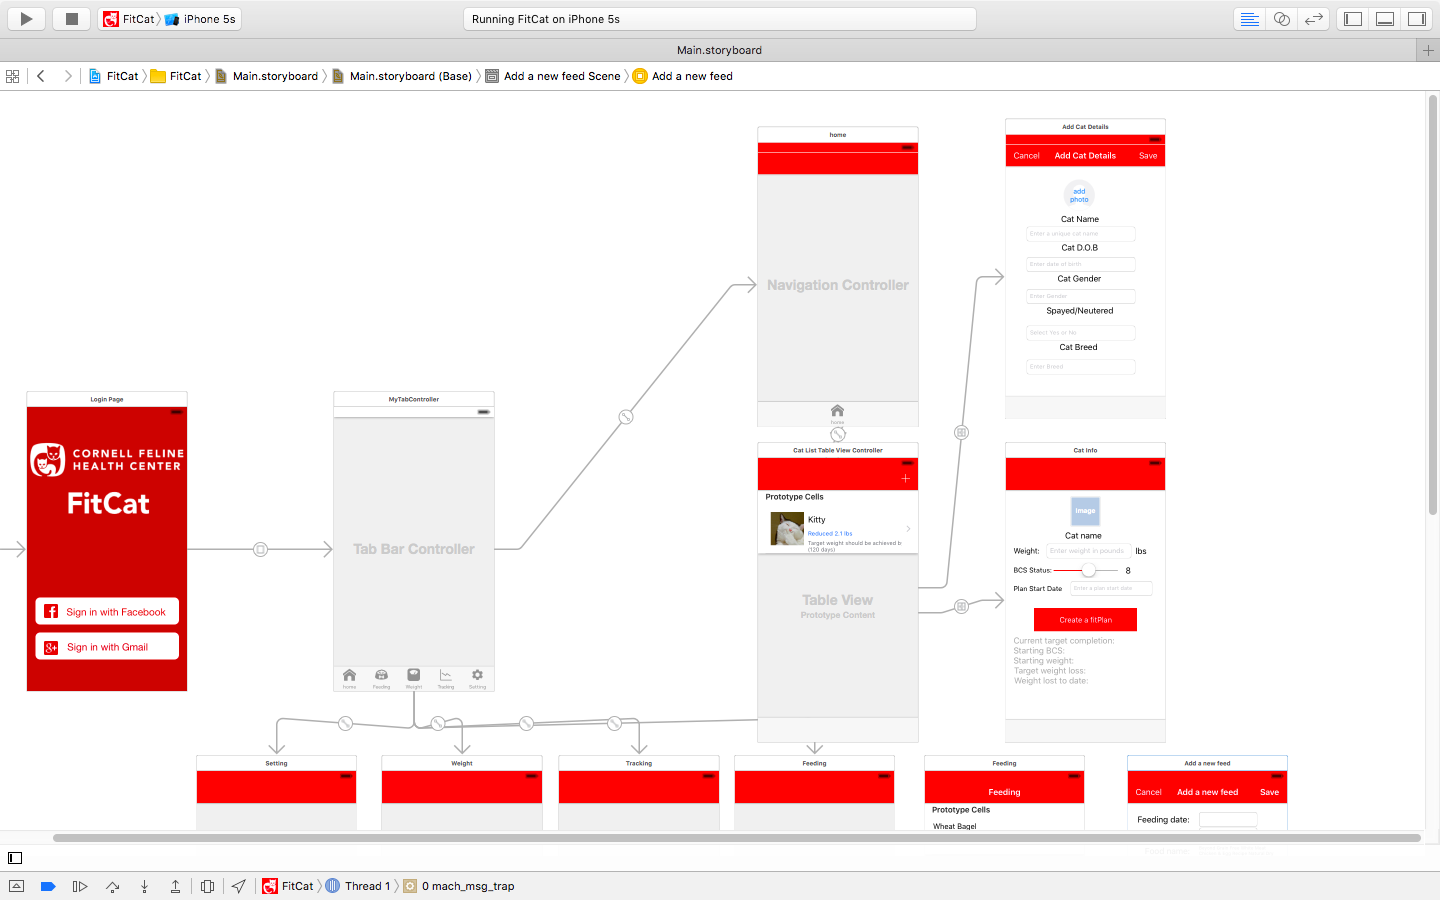 FitCat iPhone 5s
Running FitCat on iPhone 5s
Main.storyboard
FitCat FitCat Main.storyboard Main.storyboard (Base) Add a new feed Scene Add a new feed
Login Page
CORNELL FELINE
HEALTH CENTER
FitCat
Sign in with Facebook
Sign in with Gmail
MyTabController
Tab Bar Controller
home Feeding Weight Tracking Setting
home
Navigation Controller
home
Cat List Table View Controller
Prototype Cells
Kitty
Reduced 2.1 lbs
Target weight should be achieved b
(120 days)
Table View
Prototype Content
Add Cat Details
Cancel Add Cat Details Save
add
photo
Cat Name
Enter a unique cat name
Cat D.O.B
Enter date of birth
Cat Gender
Enter Gender
Spayed/Neutered
Select Yes or No
Cat Breed
Enter Breed
Cat Info
image
Cat name
Weight: Enter weight in pounds lbs
BCS Status: 8
Plan Start Date Enter a plan start date
Create a fitPlan
Current target completion:
Starting BCS:
Starting weight:
Target weight loss:
Weight lost to date:
Setting
Weight
Tracking
Feeding
Feeding
Feeding
Prototype Cells
Wheat Bagel
Add a new feed
Cancel Add a new feed Save
Feeding date:
FitCat Thread 1 0 mach_msg_trap